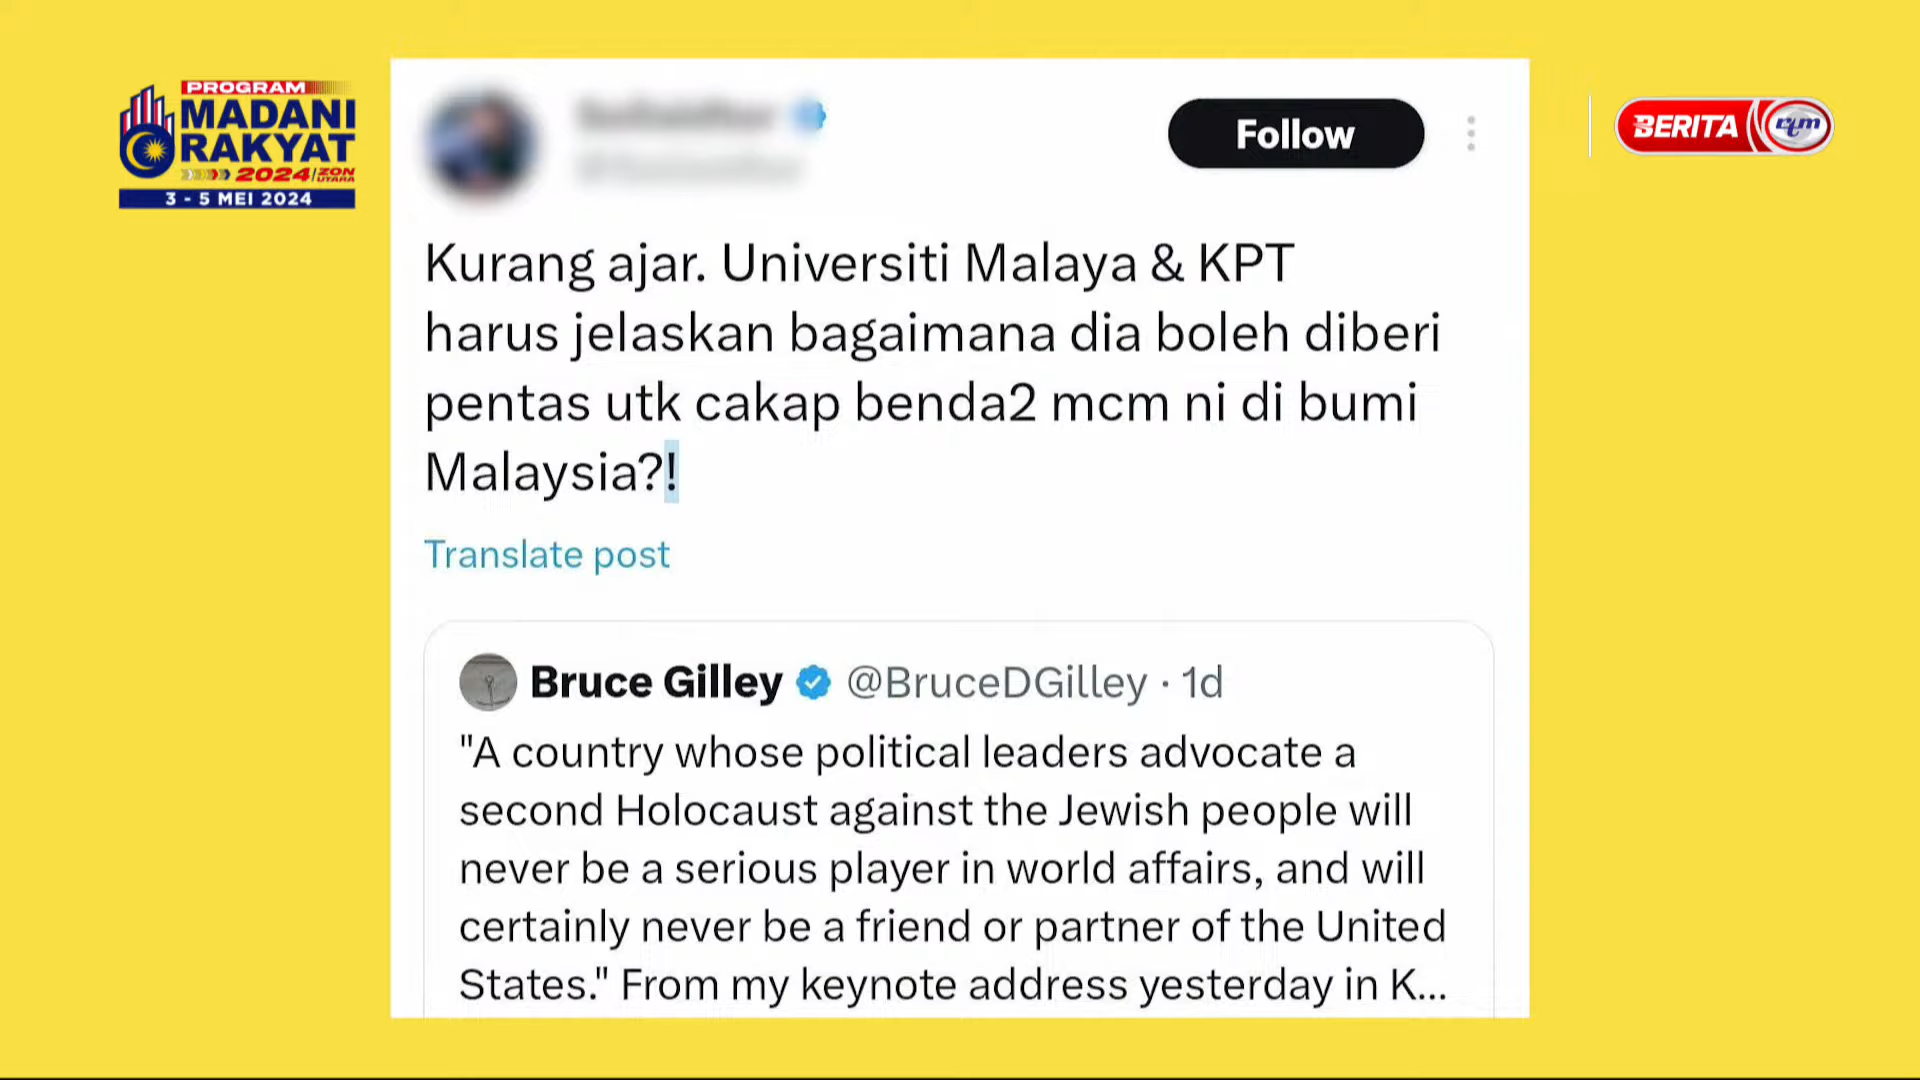 PROGRAM
MADANI
RAKYAT
2024 ZON UTARA
3 - 5 MEI 2024
BERITA rtm
Follow
Kurang ajar. Universiti Malaya & KPT
harus jelaskan bagaimana dia boleh diberi
pentas utk cakap benda2 mcm ni di bumi
Malaysia?!
Translate post
Bruce Gilley @BruceDGilley · 1d
"A country whose political leaders advocate a
second Holocaust against the Jewish people will
never be a serious player in world affairs, and will
certainly never be a friend or partner of the United
States." From my keynote address yesterday in K...